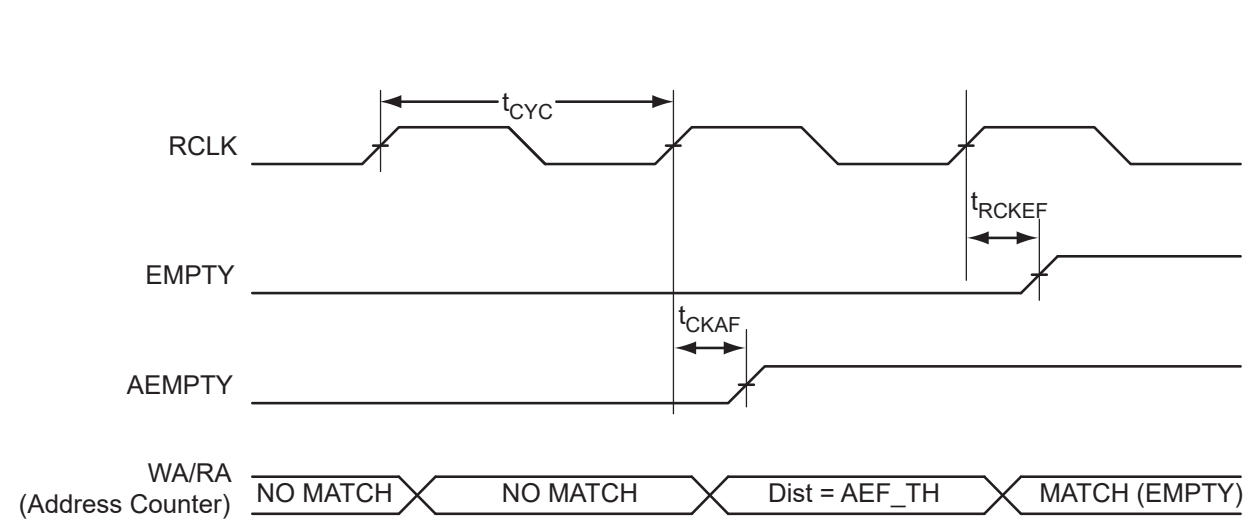 tCYC
RCLK
tRCKEF
EMPTY
tCKAF
AEMPTY
WA/RA
(Address Counter)
NO MATCH NO MATCH Dist = AEF_TH MATCH (EMPTY)